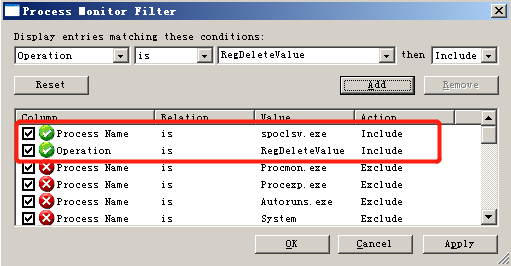 Process Monitor Filter
Display entries matching these conditions:
Operation is RegDeleteValue then Include
Reset Add Remove
Column Relation Value Action
Process Name is spoclsv.exe Include
Operation is RegDeleteValue Include
Process Name is Procmon.exe Exclude
Process Name is Procexp.exe Exclude
Process Name is Autoruns.exe Exclude
Process Name is System Exclude
OK Cancel Apply